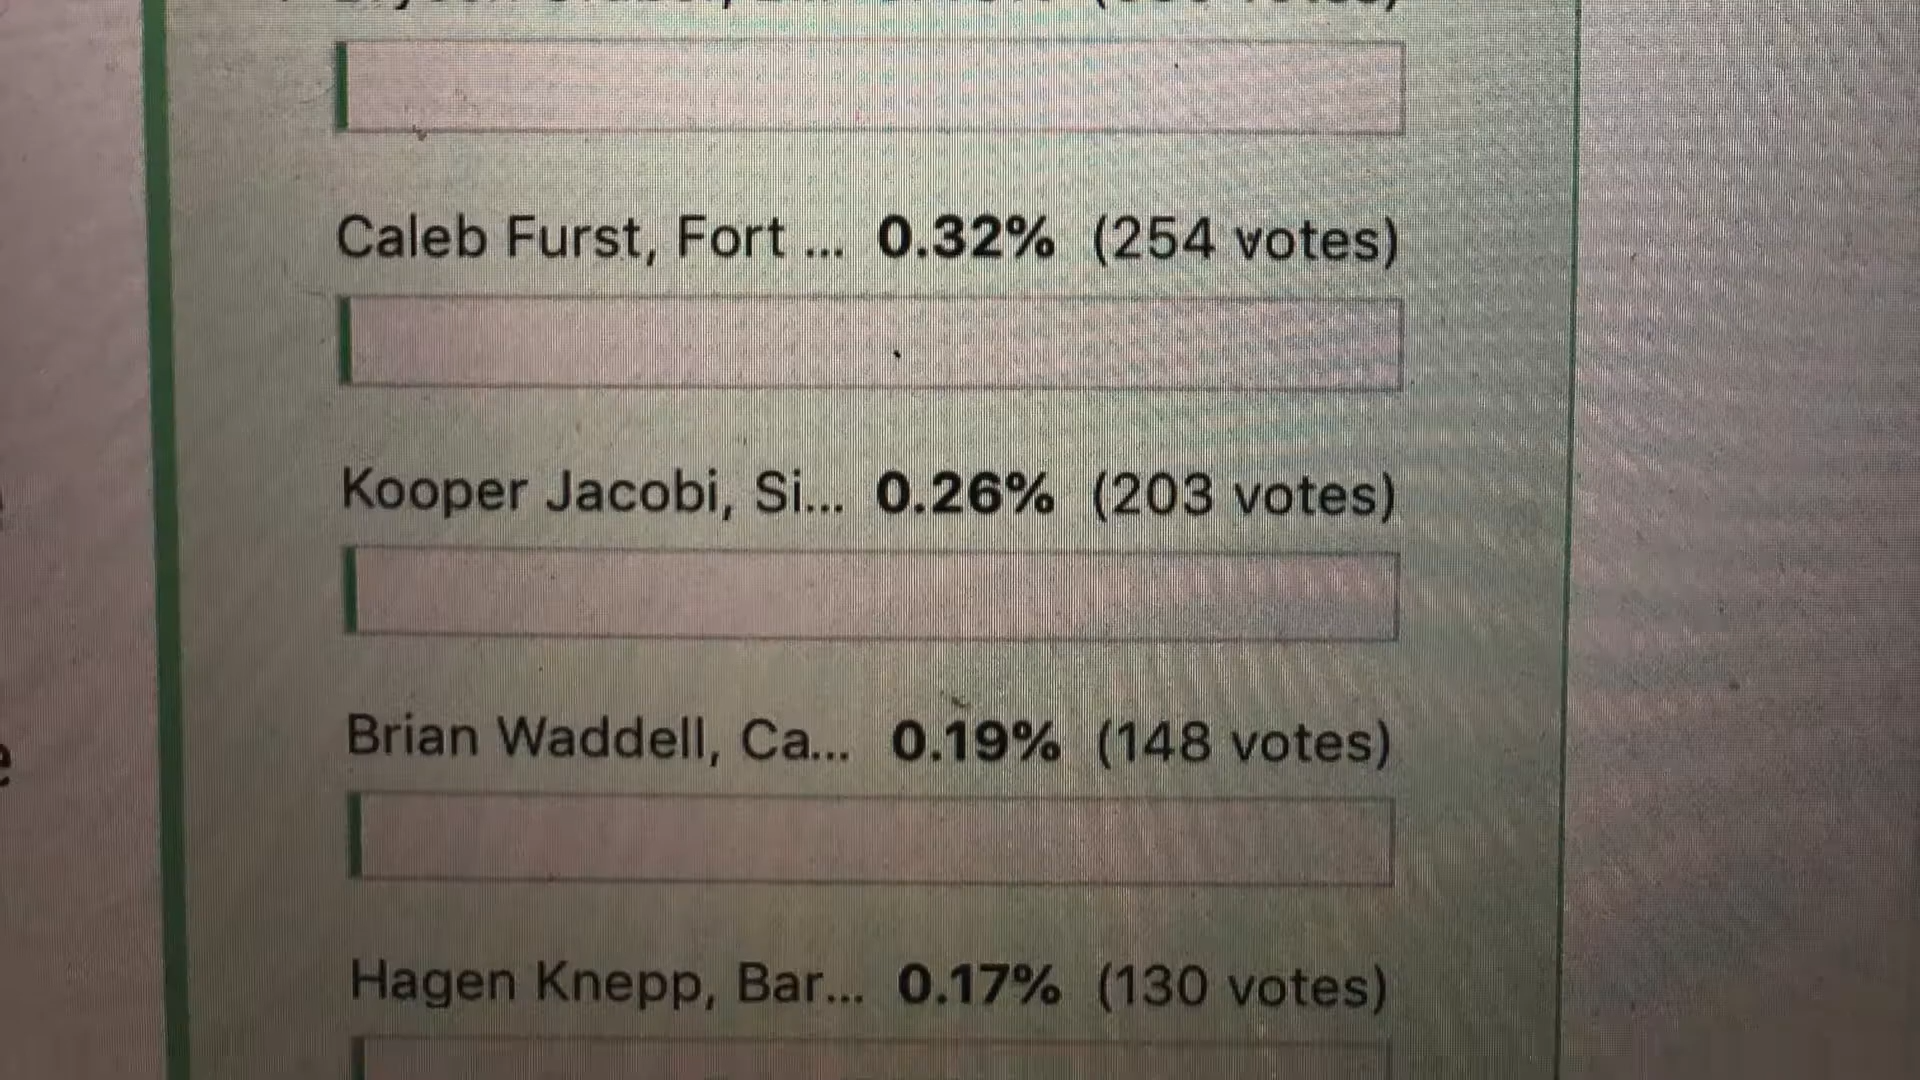 Caleb Furst, Fort ... 0.32% (254 votes)
Kooper Jacobi, Si... 0.26% (203 votes)
Brian Waddell, Ca... 0.19% (148 votes)
Hagen Knepp, Bar... 0.17% (130 votes)